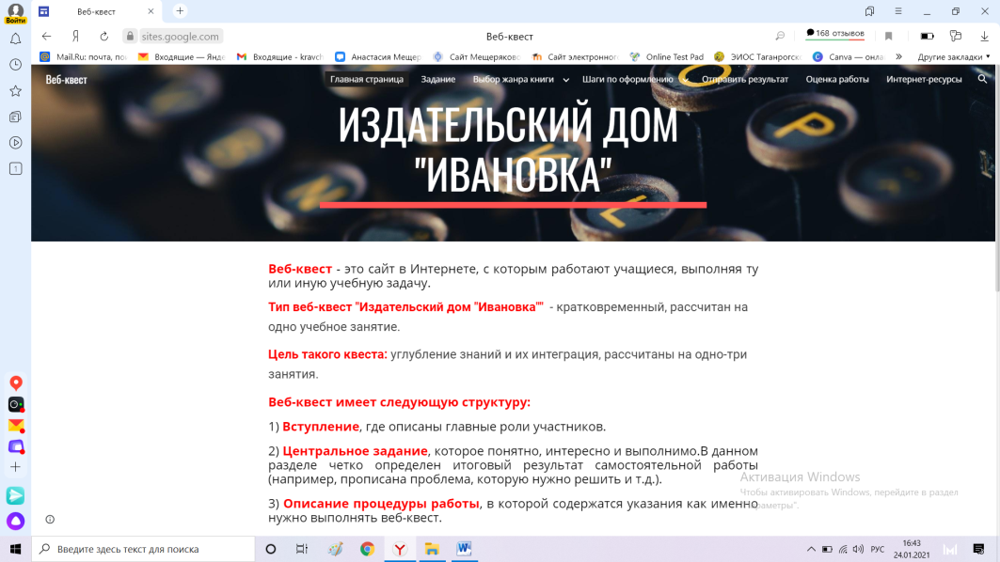 Войти
Веб-квест
sites.google.com
Веб-квест
168 отзывов
Mail.Ru: почта, по
Входящие — Янде
Входящие - kravch
Анастасия Мещер
Сайт Мещеряковс
Сайт электронног
Online Test Pad
ЭИОС Таганрогск
Canva — онла
Другие закладки
1
Веб-квест
Главная страница
Задание
Выбор жанра книги
Шаги по оформлению
Отправить результат
Оценка работы
Интернет-ресурсы
ИЗДАТЕЛЬСКИЙ ДОМ
"ИВАНОВКА"
Веб-квест - это сайт в Интернете, с которым работают учащиеся, выполняя ту
или иную учебную задачу.
Тип веб-квест "Издательский дом "Ивановка"" - кратковременный, рассчитан на
одно учебное занятие.
Цель такого квеста: углубление знаний и их интеграция, рассчитаны на одно-три
занятия.
Веб-квест имеет следующую структуру:
1) Вступление, где описаны главные роли участников.
2) Центральное задание, которое понятно, интересно и выполнимо.В данном
разделе четко определен итоговый результат самостоятельной работы
(например, прописана проблема, которую нужно решить и т.д.).
3) Описание процедуры работы, в которой содержатся указания как именно
нужно выполнять веб-квест.
Активация Windows
Чтобы активировать Windows, перейдите в раздел
"Параметры".
Введите здесь текст для поиска
РУС
16:43
24.01.2021